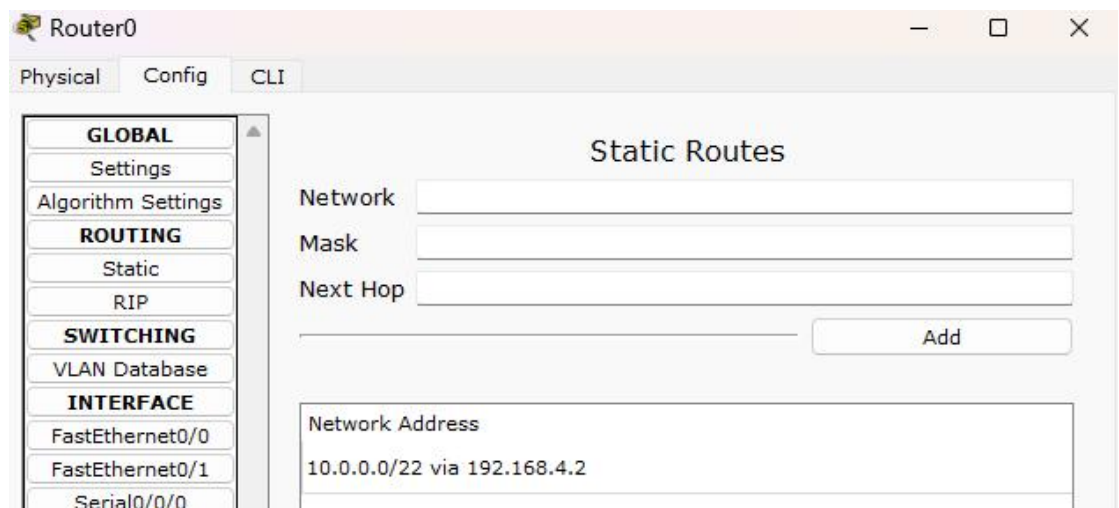 Router0
Physical Config CLI
GLOBAL
Settings
Algorithm Settings
ROUTING
Static
RIP
SWITCHING
VLAN Database
INTERFACE
FastEthernet0/0
FastEthernet0/1
Serial0/0/0
Static Routes
Network
Mask
Next Hop
Add
Network Address
10.0.0.0/22 via 192.168.4.2